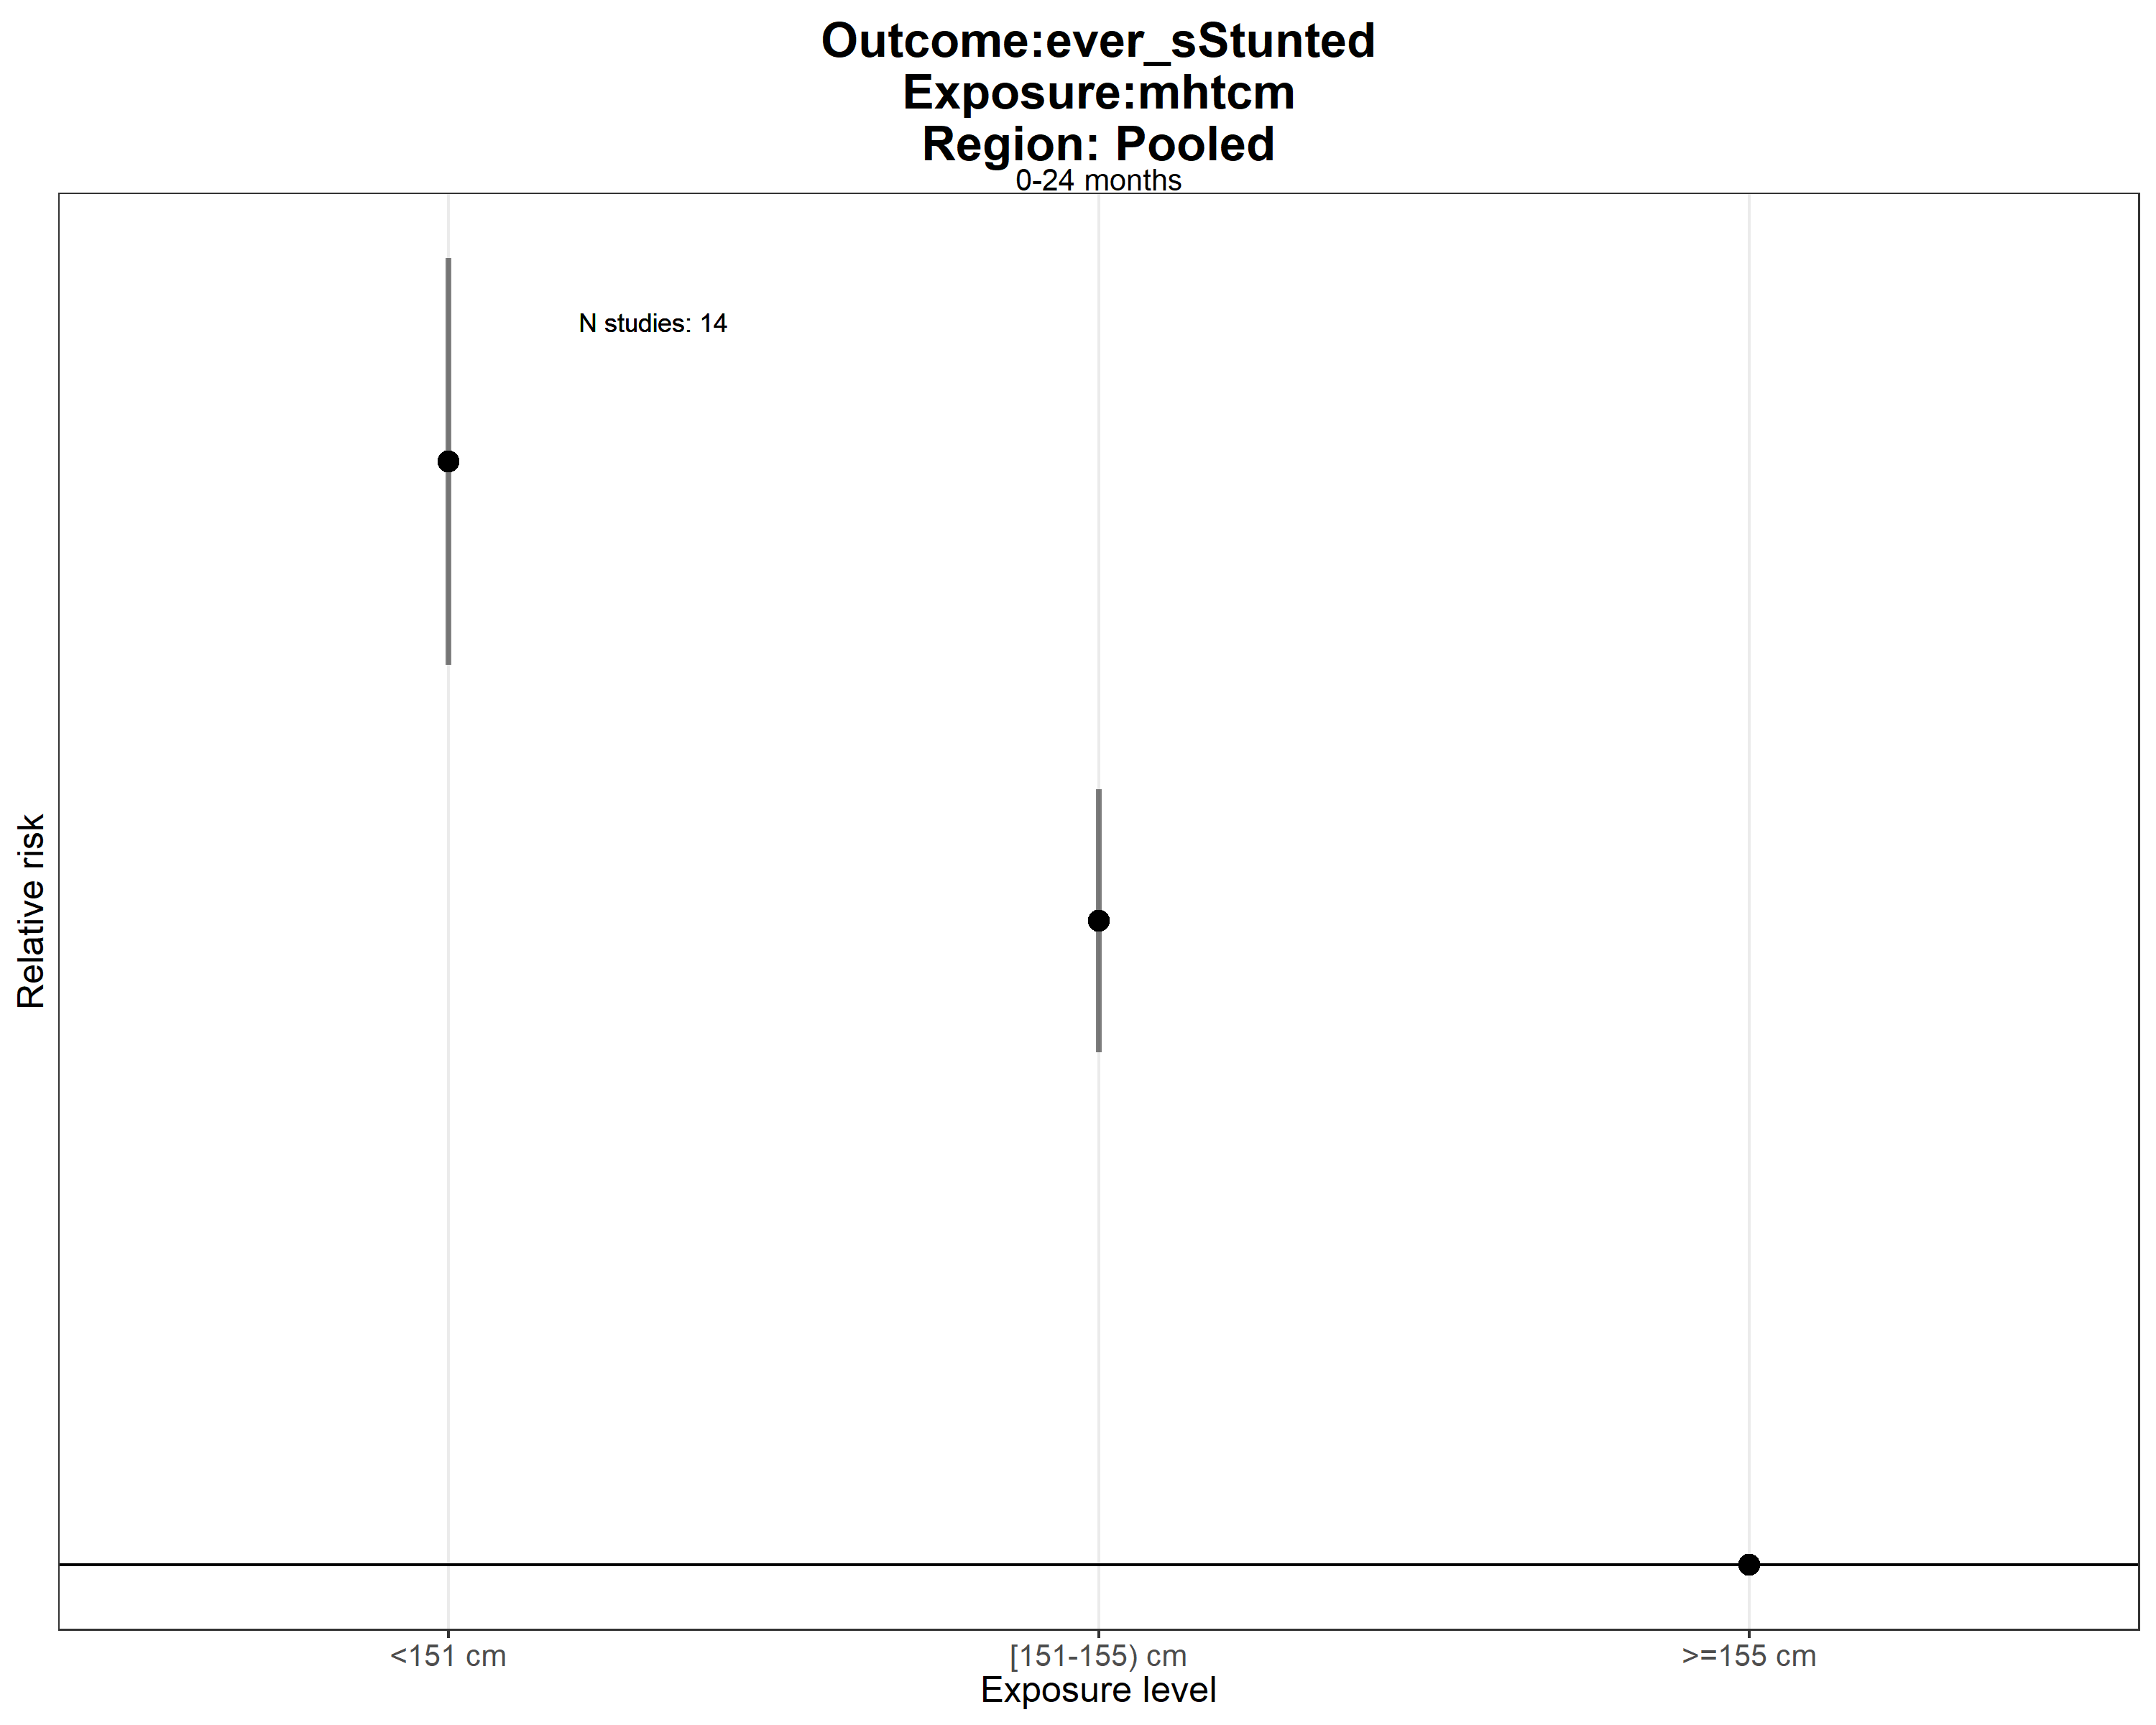 Outcome:ever_sStunted
Exposure:mhtcm
Region: Pooled
0-24 months
N studies: 14
Relative risk
<151 cm
[151-155) cm
>=155 cm
Exposure level